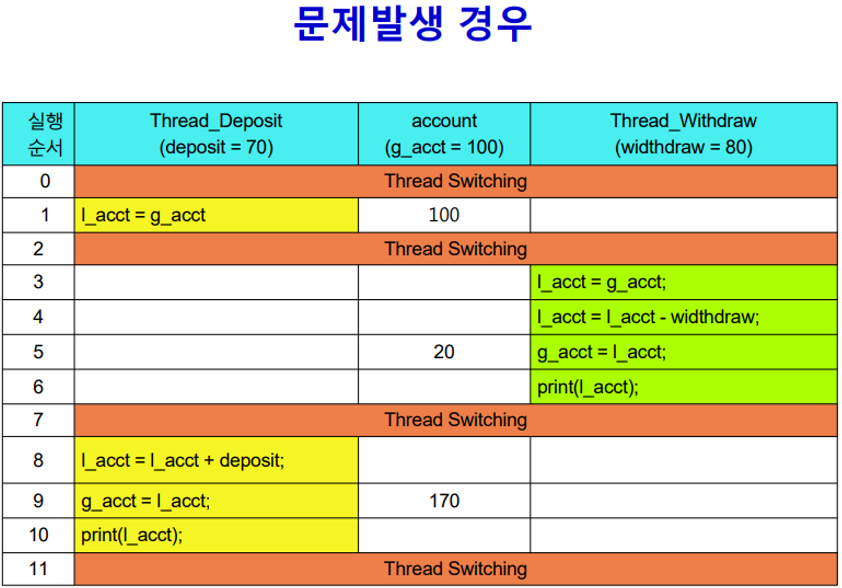 문제발생 경우
실행 순서 Thread_Deposit (deposit = 70) account (g_acct = 100) Thread_Withdraw (widthdraw = 80)
0 Thread Switching
1 l_acct = g_acct 100
2 Thread Switching
3 l_acct = g_acct;
4 l_acct = l_acct - widthdraw;
5 20 g_acct = l_acct;
6 print(l_acct);
7 Thread Switching
8 l_acct = l_acct + deposit;
9 g_acct = l_acct; 170
10 print(l_acct);
11 Thread Switching